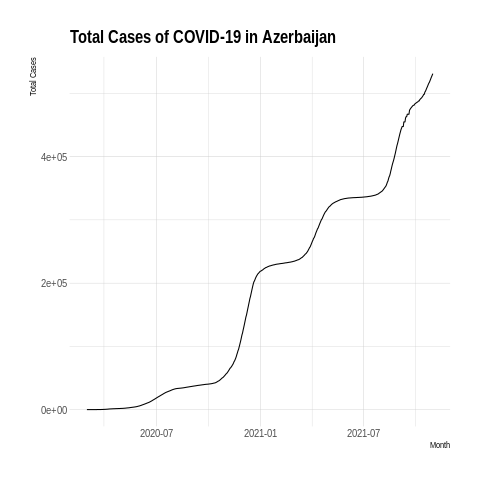 Total Cases of COVID-19 in Azerbaijan
Total Cases
4e+05
2e+05
0e+00
2020-07
2021-01
2021-07
Month